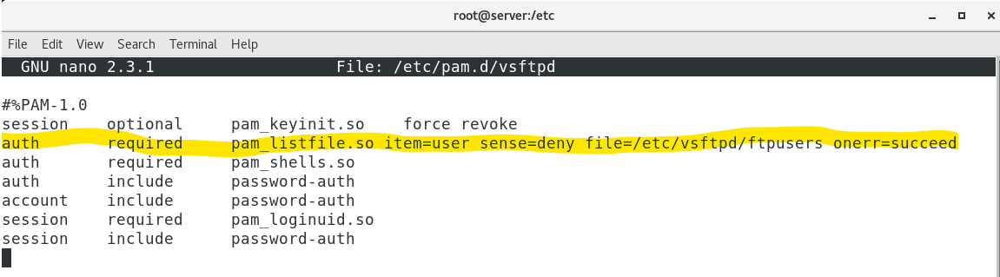 root@server:/etc
File Edit View Search Terminal Help
GNU nano 2.3.1 File: /etc/pam.d/vsftpd
#%PAM-1.0
session optional pam_keyinit.so force revoke
auth required pam_listfile.so item=user sense=deny file=/etc/vsftpd/ftpusers onerr=succeed
auth required pam_shells.so
auth include password-auth
account include password-auth
session required pam_loginuid.so
session include password-auth